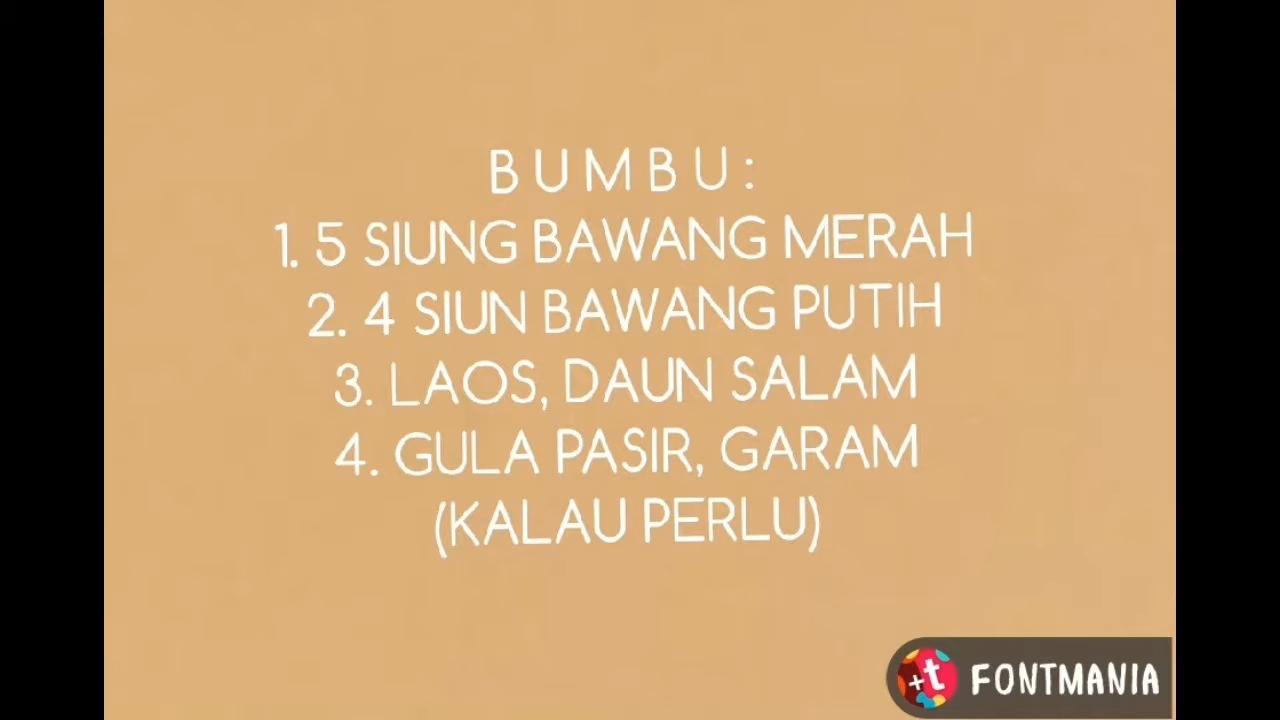 BUMBU:
1. 5 SIUNG BAWANG MERAH
2. 4 SIUN BAWANG PUTIH
3. LAOS, DAUN SALAM
4. GULA PASIR, GARAM
(KALAU PERLU)
+t FONTMANIA